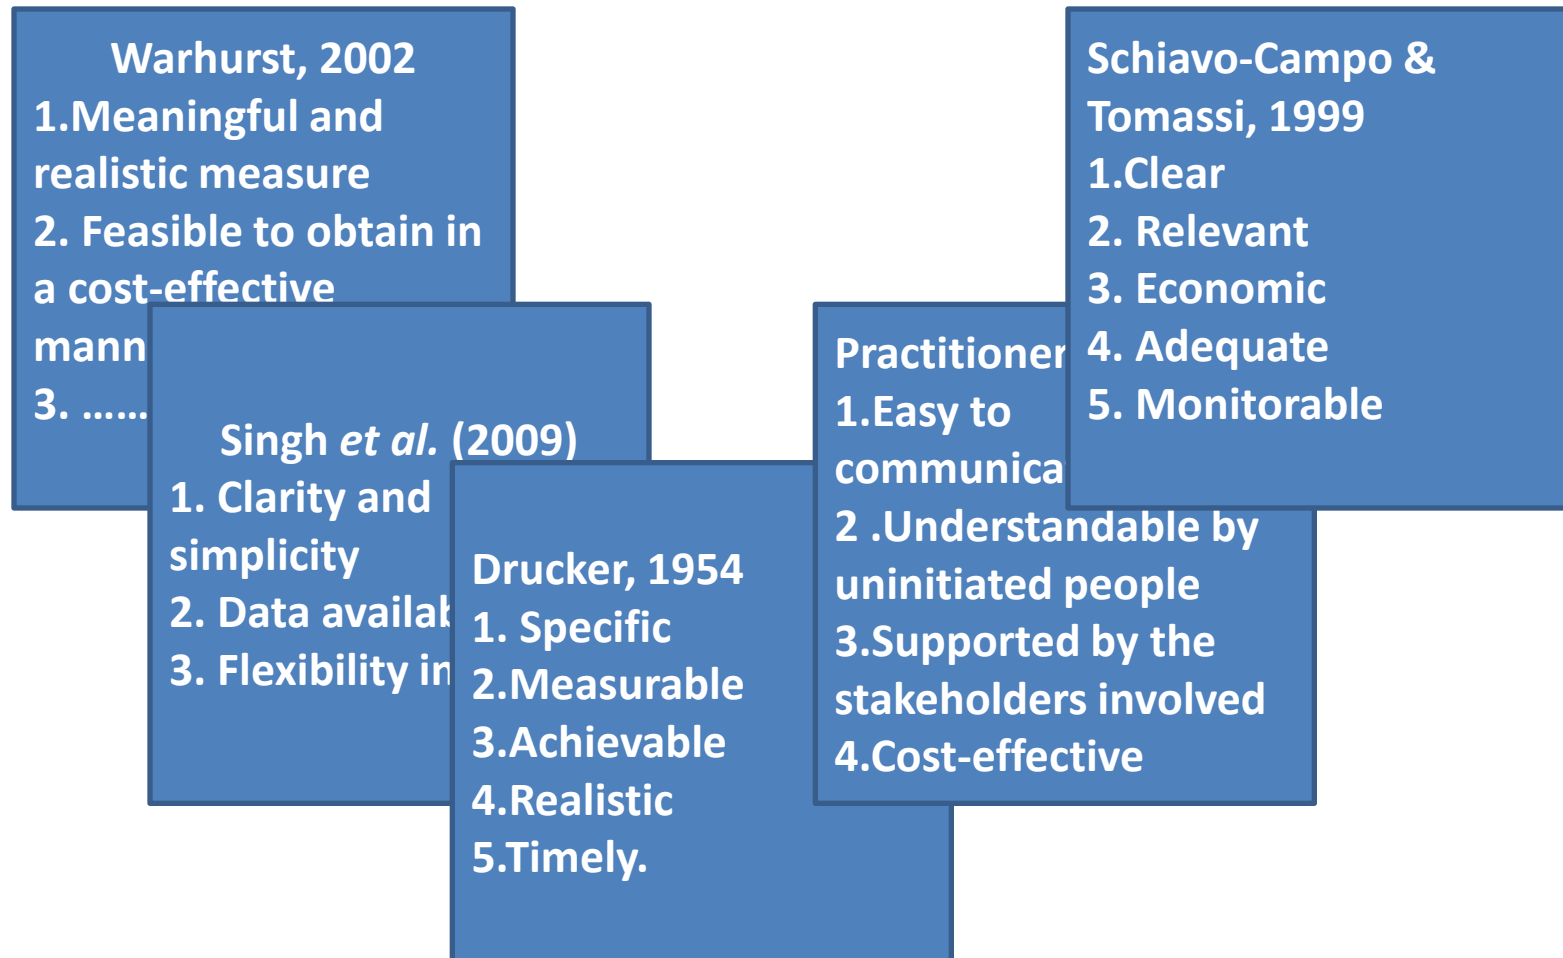 Warhurst, 2002
1.Meaningful and
realistic measure
2. Feasible to obtain in
a cost-effective
3. ......
Singh et al. (2009)
1. Clarity and
simplicity
2. Data
3. Flexibility in
Drucker, 1954
1. Specific
2.Measurable
3.Achievable
4.Realistic
5.Timely.
Practitioner
1.Easy to
2 .Understandable by
uninitiated people
3.Supported by the
stakeholders involved
4.Cost-effective
Schiavo-Campo &
Tomassi, 1999
1.Clear
2. Relevant
3. Economic
4. Adequate
5. Monitorable